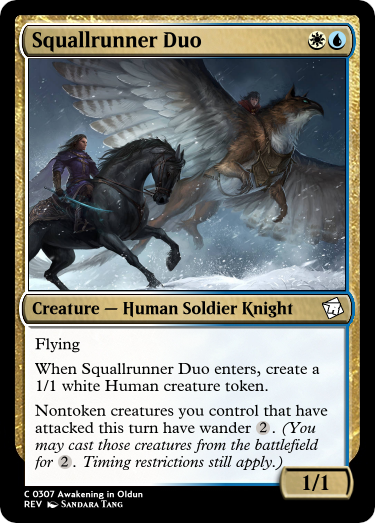 Squallrunner Duo
Creature — Human Soldier Knight
Flying
When Squallrunner Duo enters, create a
1/1 white Human creature token.
Nontoken creatures you control that have
attacked this turn have wander 2. (You
may cast those creatures from the battlefield
for 2. Timing restrictions still apply.)
1/1
C 0307 Awakening in Oldun
REV Sandara Tang